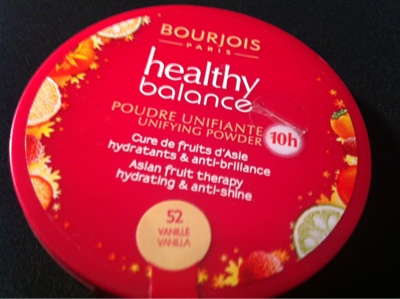 BOURJOIS
PARIS
healthy
balance
POUDRE UNIFIANTE
UNIFYING POWDER
10h
Cure de fruits d'Asie
hydratants & anti-brillance
Asian fruit therapy
hydrating & anti-shine
52
VANILLE
VANILLA